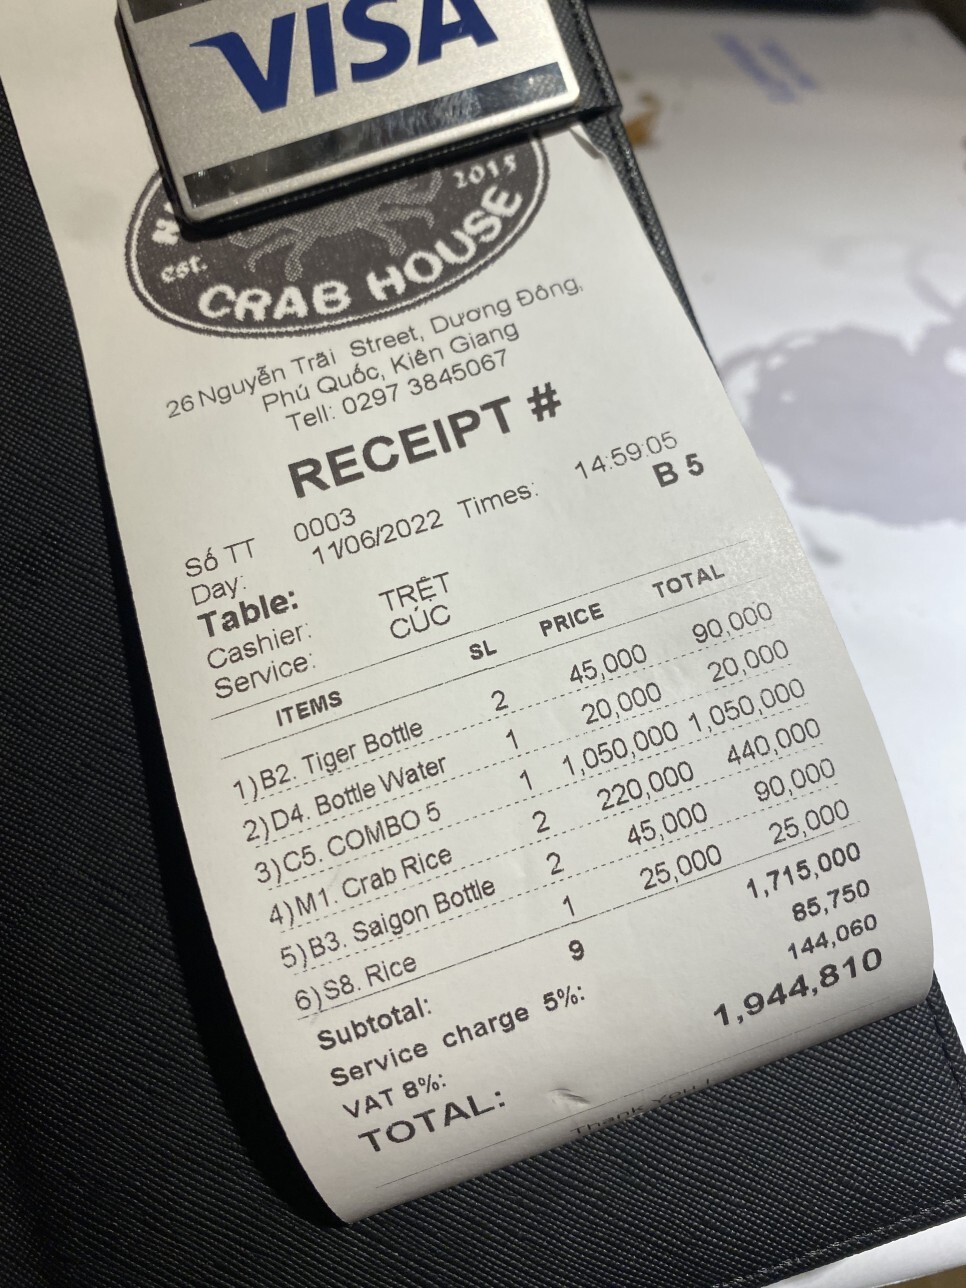 VISA
est. 2015
CRAB HOUSE
26 Nguyễn Trãi Street, Dương Đông,
Phú Quốc, Kiên Giang
Tell: 0297 3845067
RECEIPT #
Số TT 0003
Day: 11/06/2022 Times: 14:59:05
Table: B 5
Cashier: TRỆT
Service: CÚC
ITEMS SL PRICE TOTAL
1)B2. Tiger Bottle 2 45,000 90,000
2)D4. Bottle Water 1 20,000 20,000
3)C5. COMBO 5 1 1,050,000 1,050,000
4)M1. Crab Rice 2 220,000 440,000
5)B3. Saigon Bottle 2 45,000 90,000
6)S8. Rice 1 25,000 25,000
Subtotal: 9 1,715,000
Service charge 5%: 85,750
VAT 8%: 144,060
TOTAL: 1,944,810
Thank You !